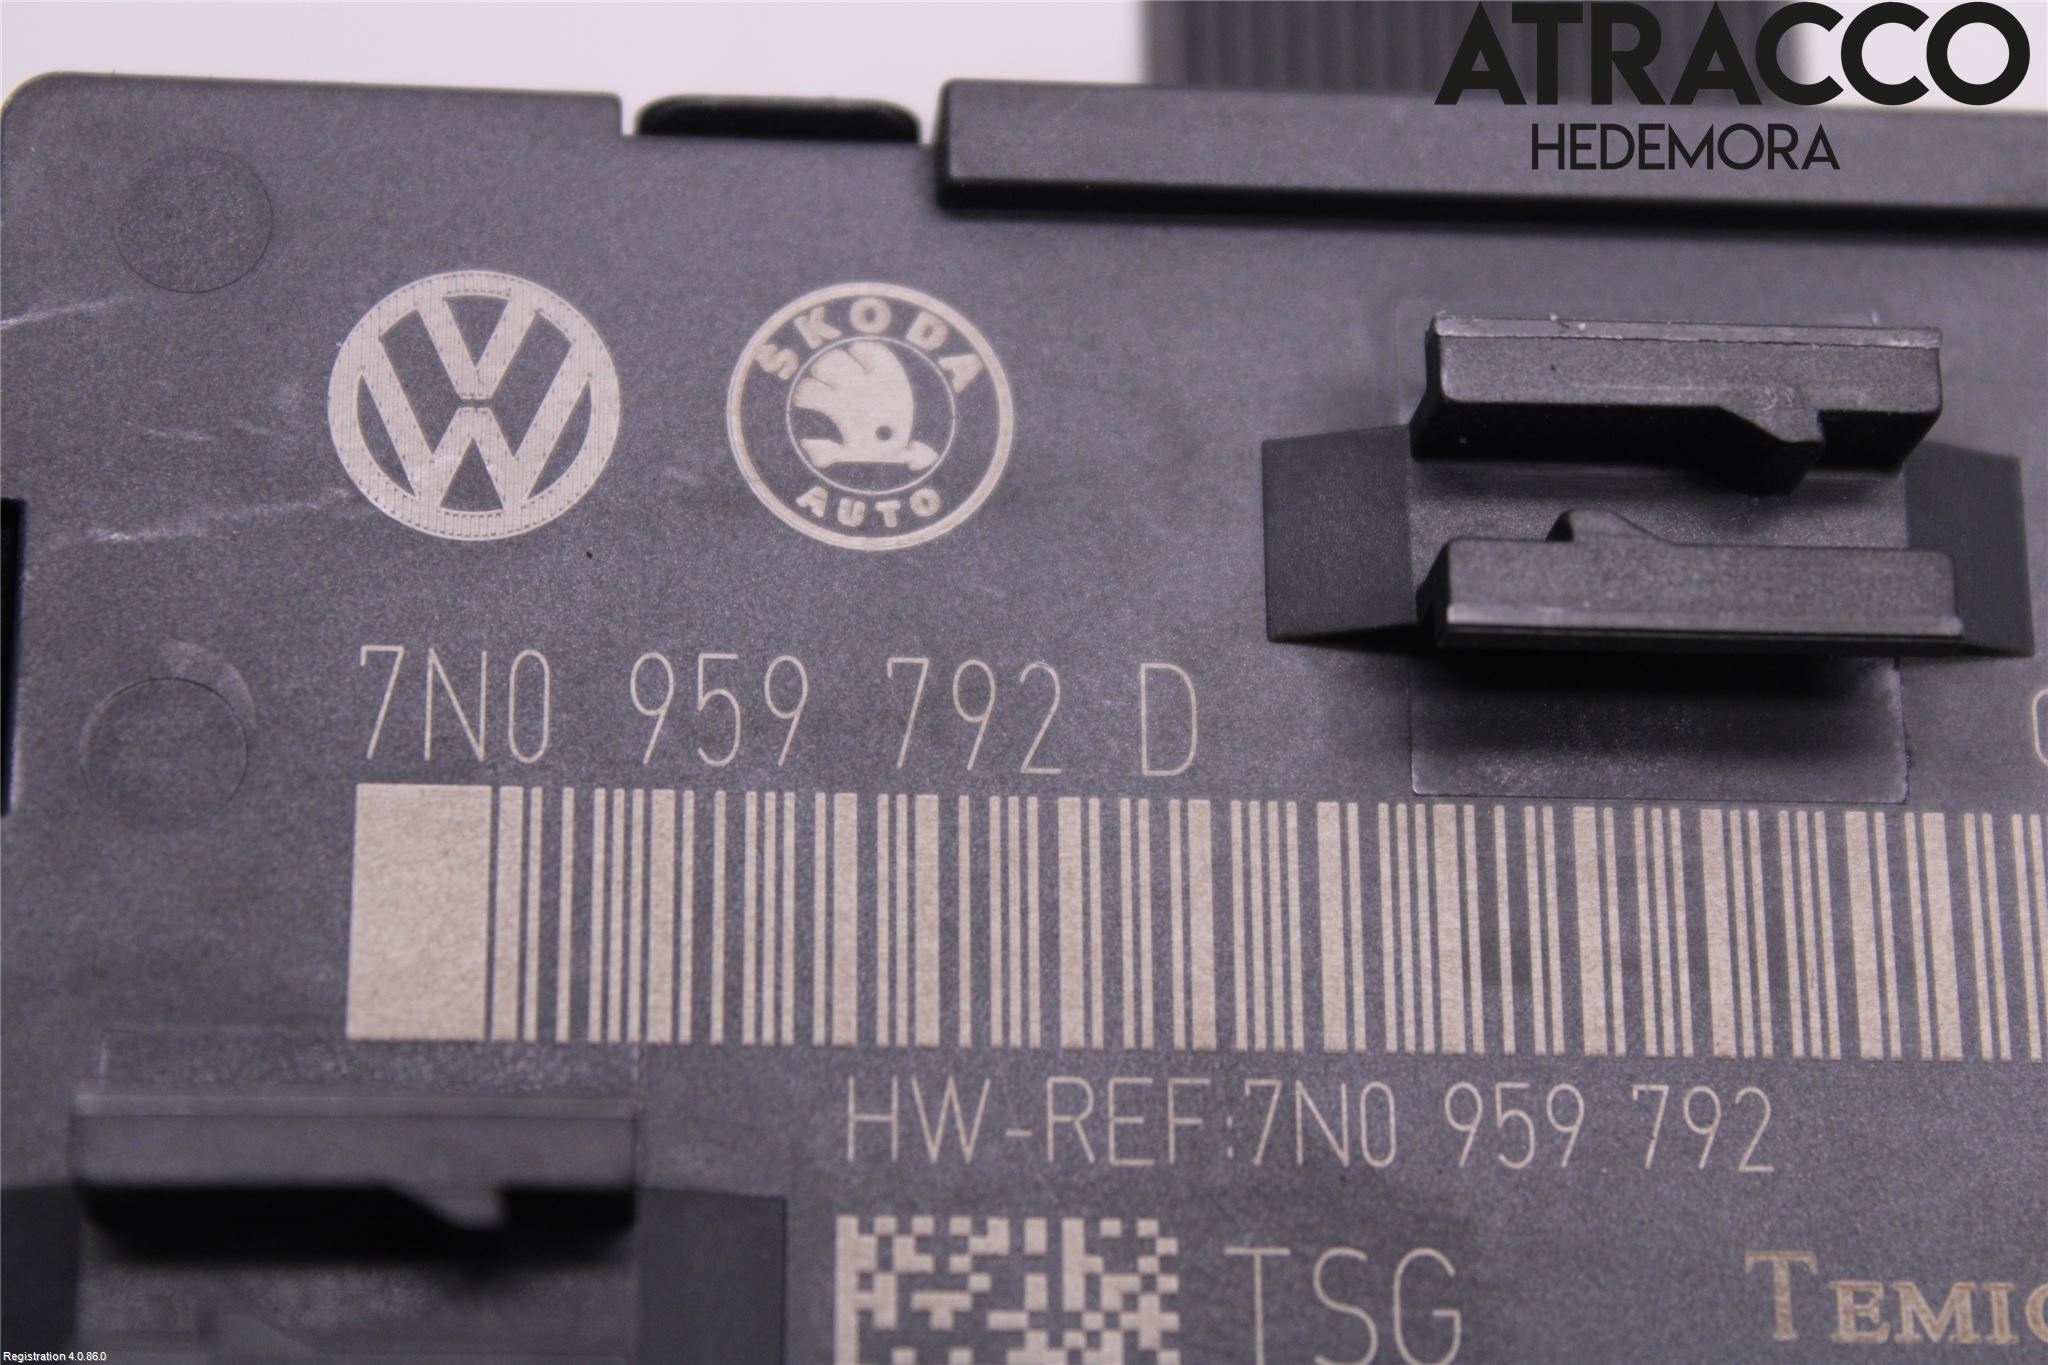 ATRACCO
HEDEMORA
SKODA
AUTO
7N0 959 792 D
HW-REF:7N0 959 792
TSG
Registration 4.0.86.0